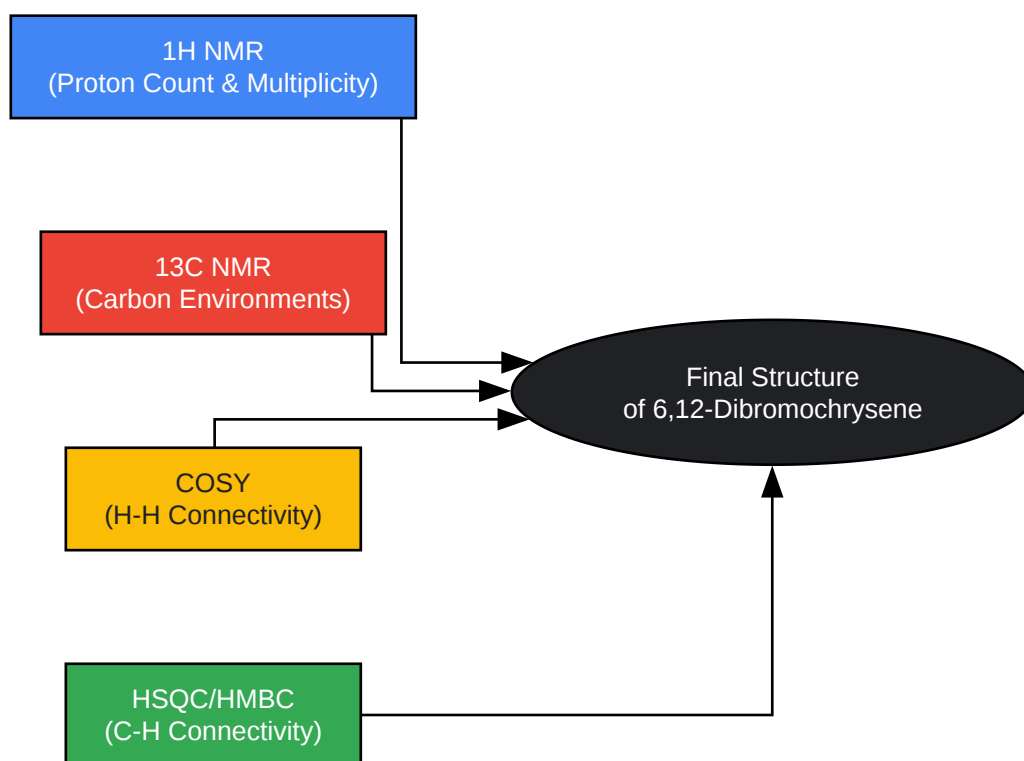 1H NMR
(Proton Count & Multiplicity)
13C NMR
(Carbon Environments)
Final Structure
of 6,12-Dibromochrysene
COSY
(H-H Connectivity)
HSQC/HMBC
(C-H Connectivity)